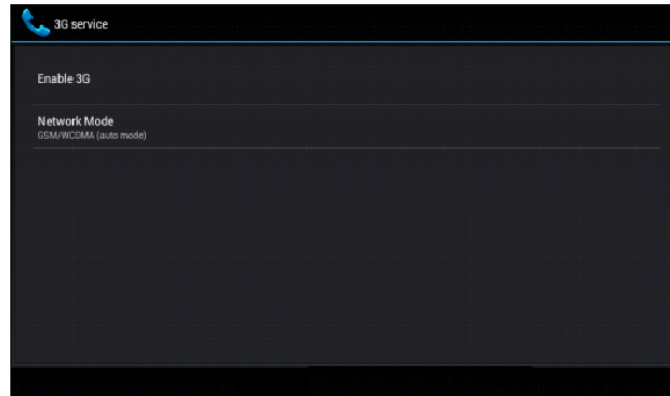 3G service
Enable 3G
Network Mode
GSM/WCDMA (auto mode)